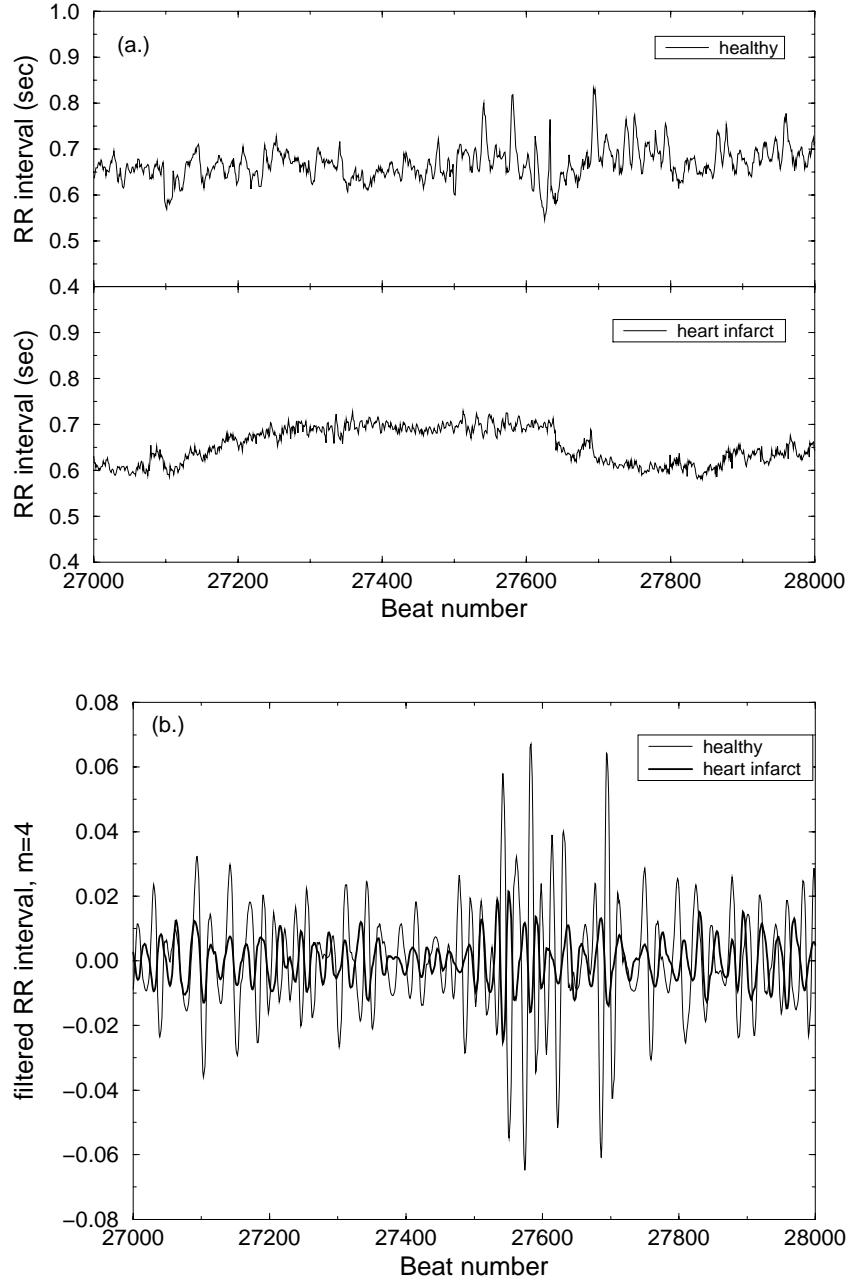 (a.)
healthy
RR interval (sec)
1.0
0.9
0.8
0.7
0.6
0.5
0.4
heart infarct
RR interval (sec)
0.9
0.8
0.7
0.6
0.5
0.4
27000 27200 27400 27600 27800 28000
Beat number
(b.)
healthy
heart infarct
filtered RR interval, m=4
0.08
0.06
0.04
0.02
0.00
−0.02
−0.04
−0.06
−0.08
27000 27200 27400 27600 27800 28000
Beat number